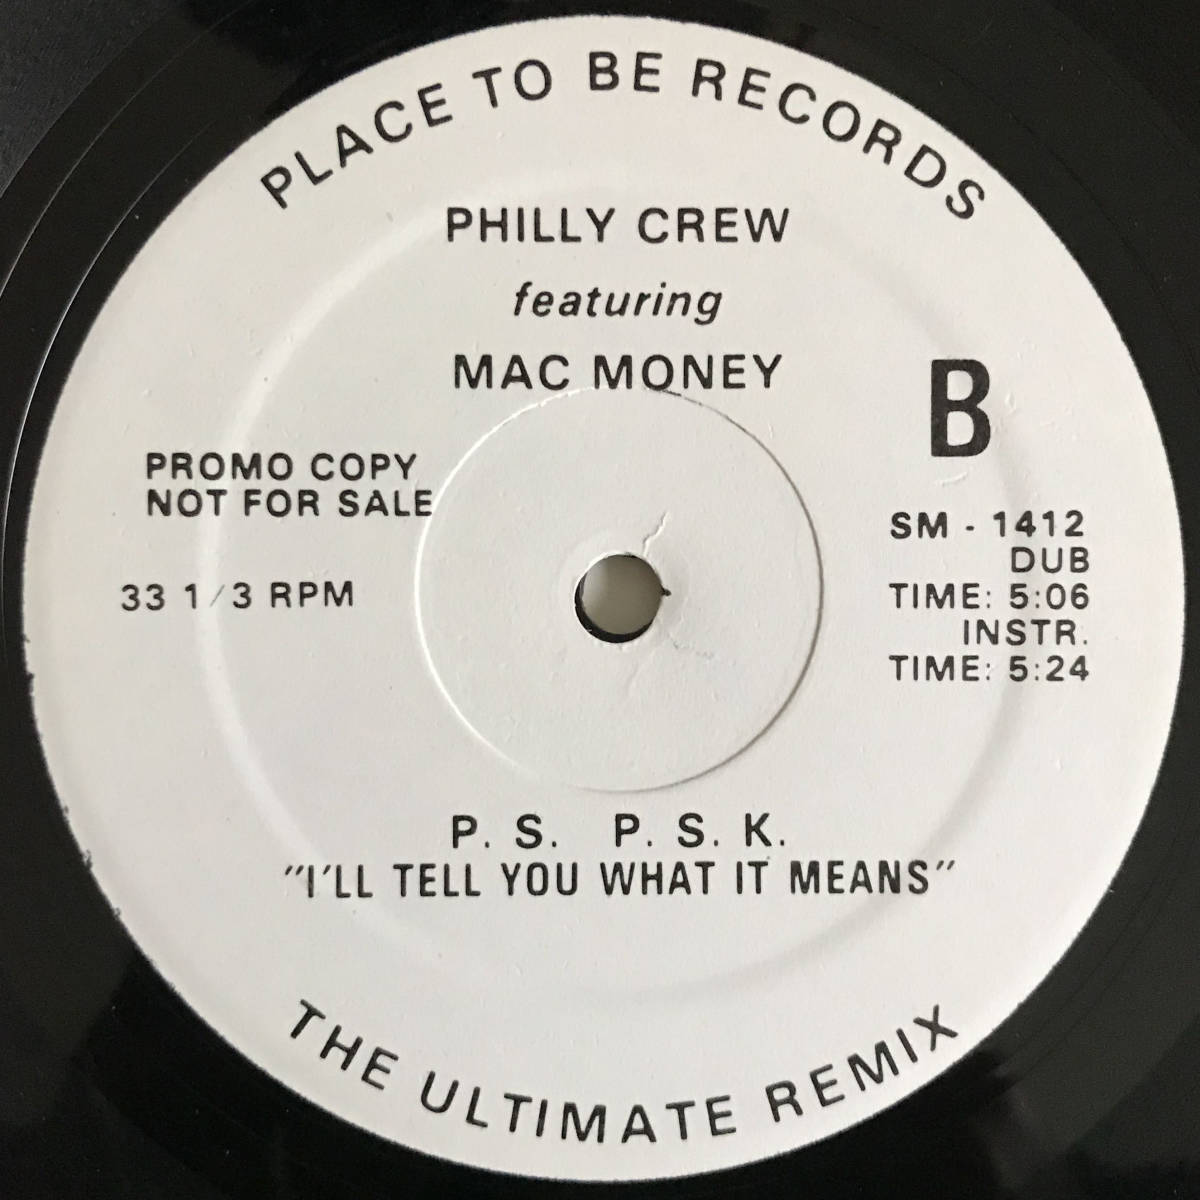 PLACE TO BE RECORDS
PHILLY CREW
featuring
MAC MONEY
B
PROMO COPY
NOT FOR SALE
33 1/3 RPM
SM - 1412
DUB
TIME: 5:06
INSTR.
TIME: 5:24
P. S. P. S. K.
"I'LL TELL YOU WHAT IT MEANS"
THE ULTIMATE REMIX